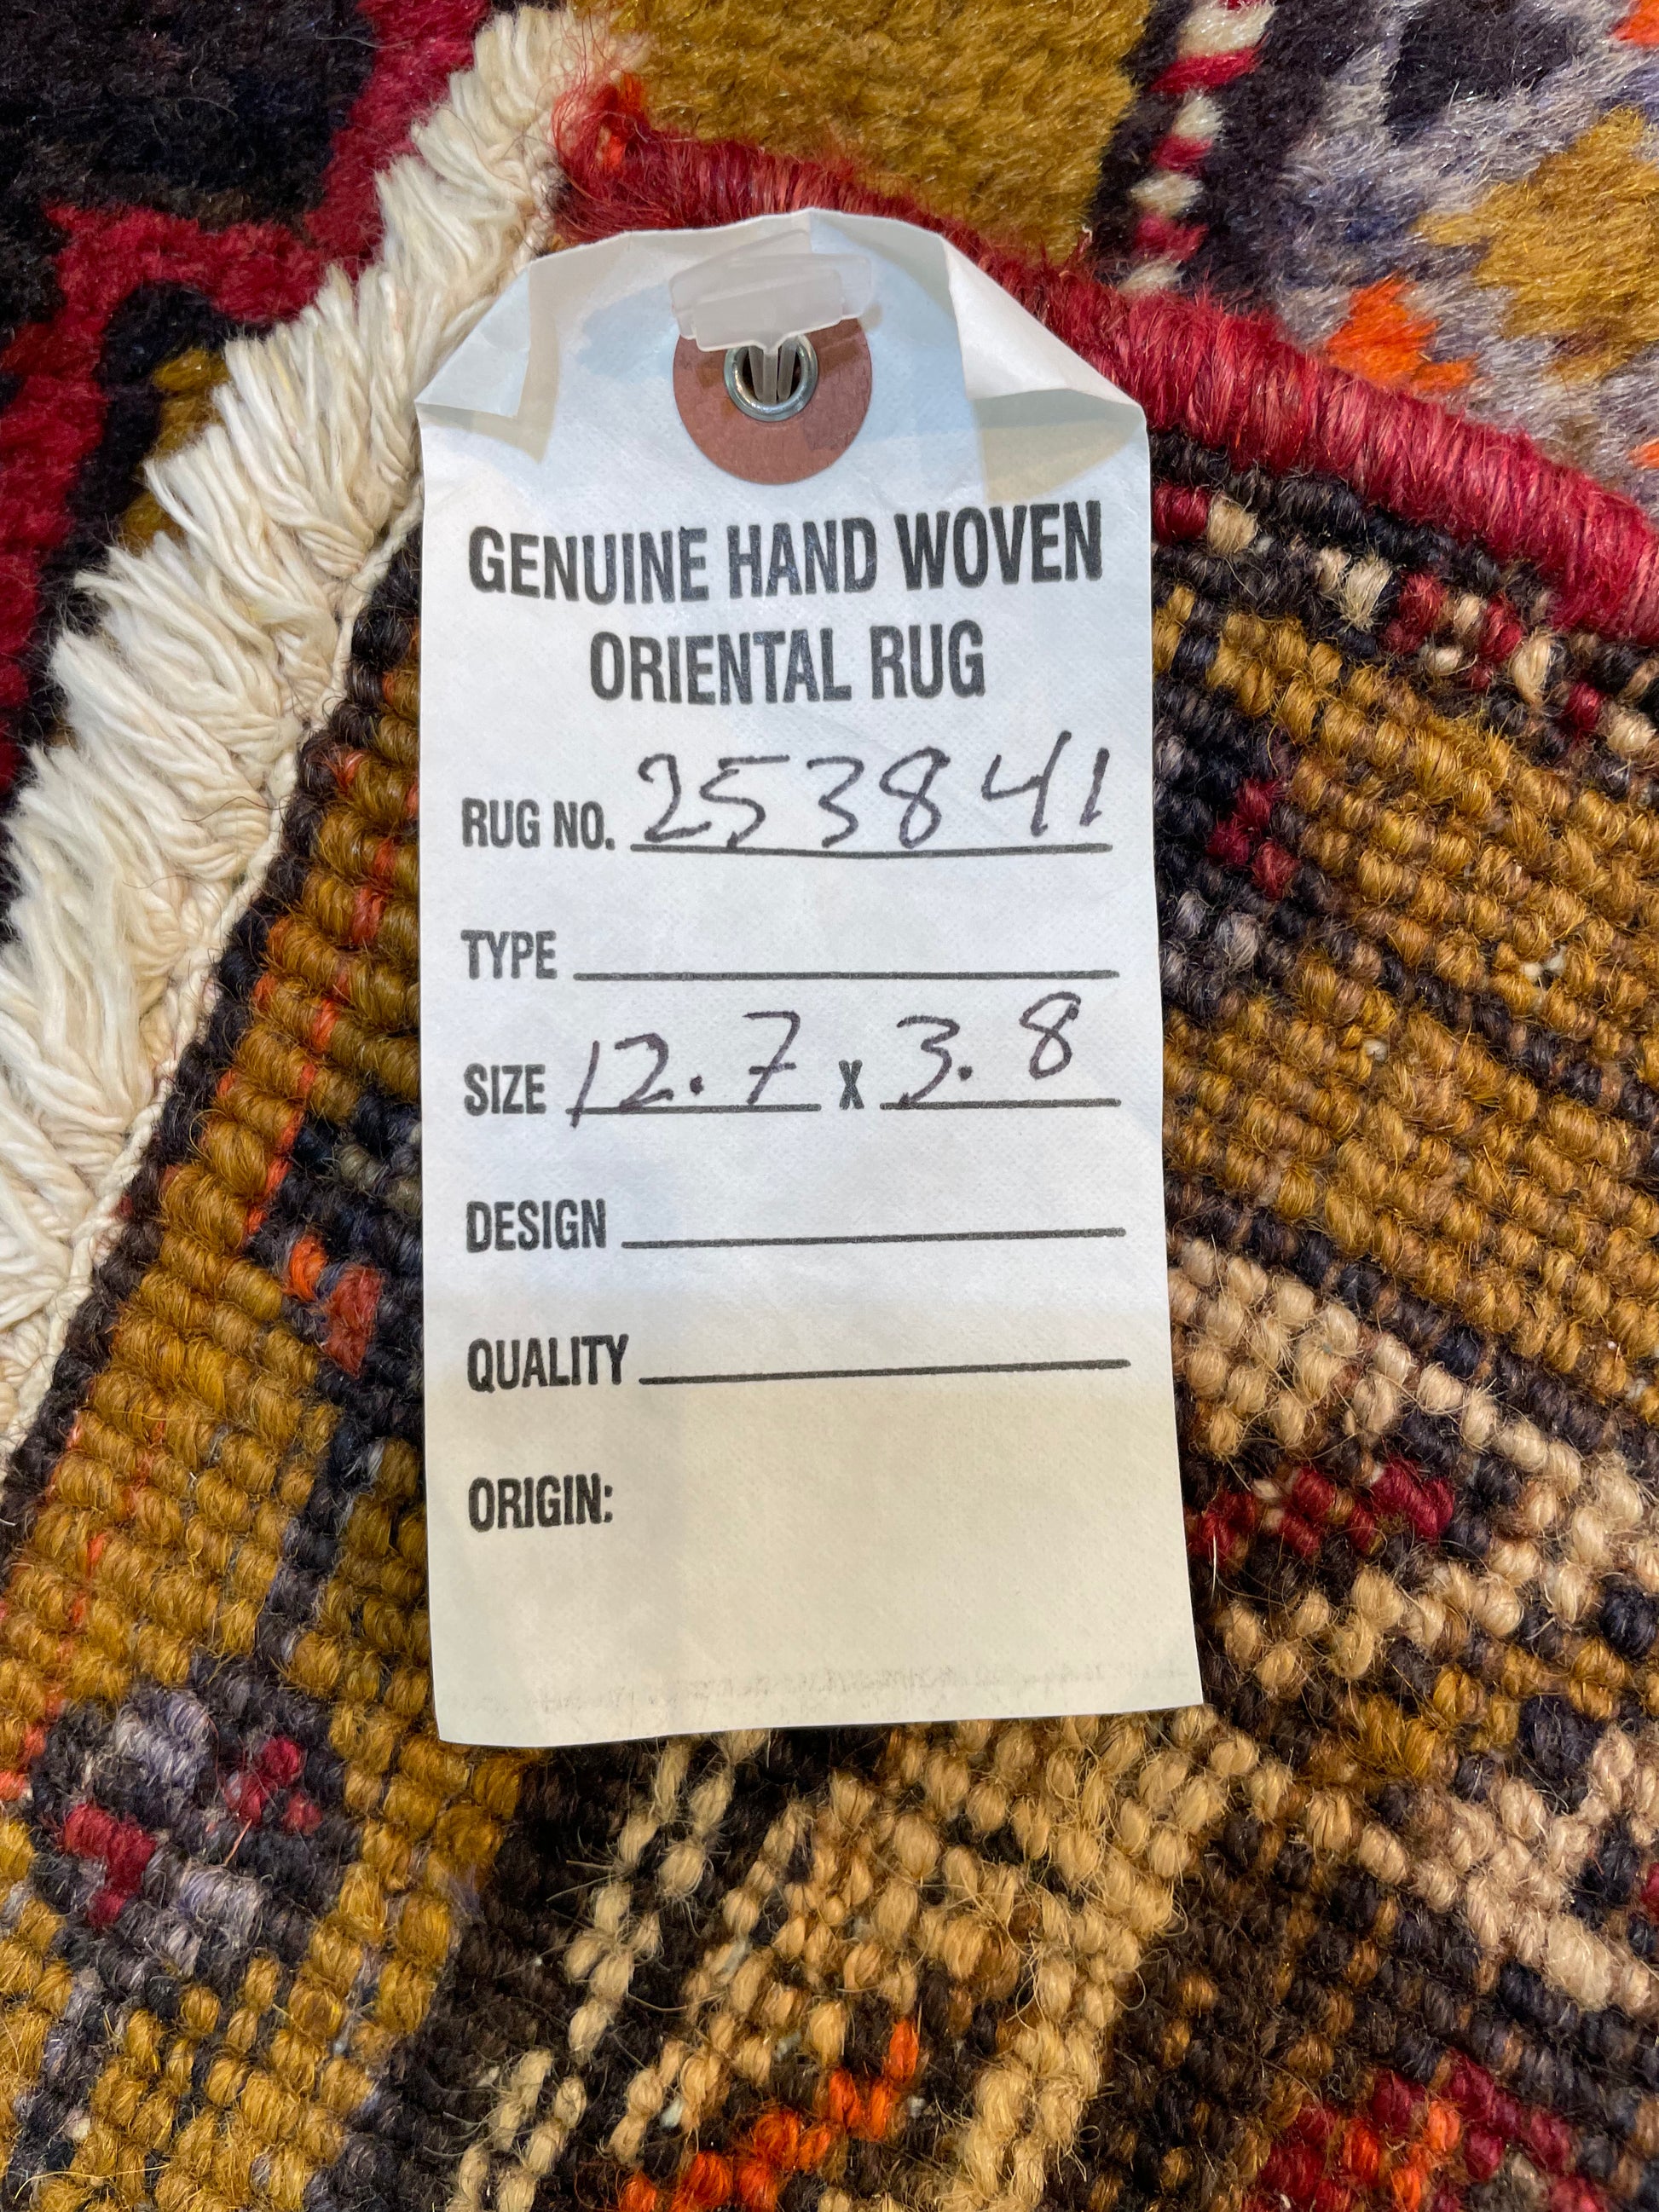 GENUINE HAND WOVEN
ORIENTAL RUG
RUG NO. 253841
TYPE
SIZE 12.7 x 3.8
DESIGN
QUALITY
ORIGIN: